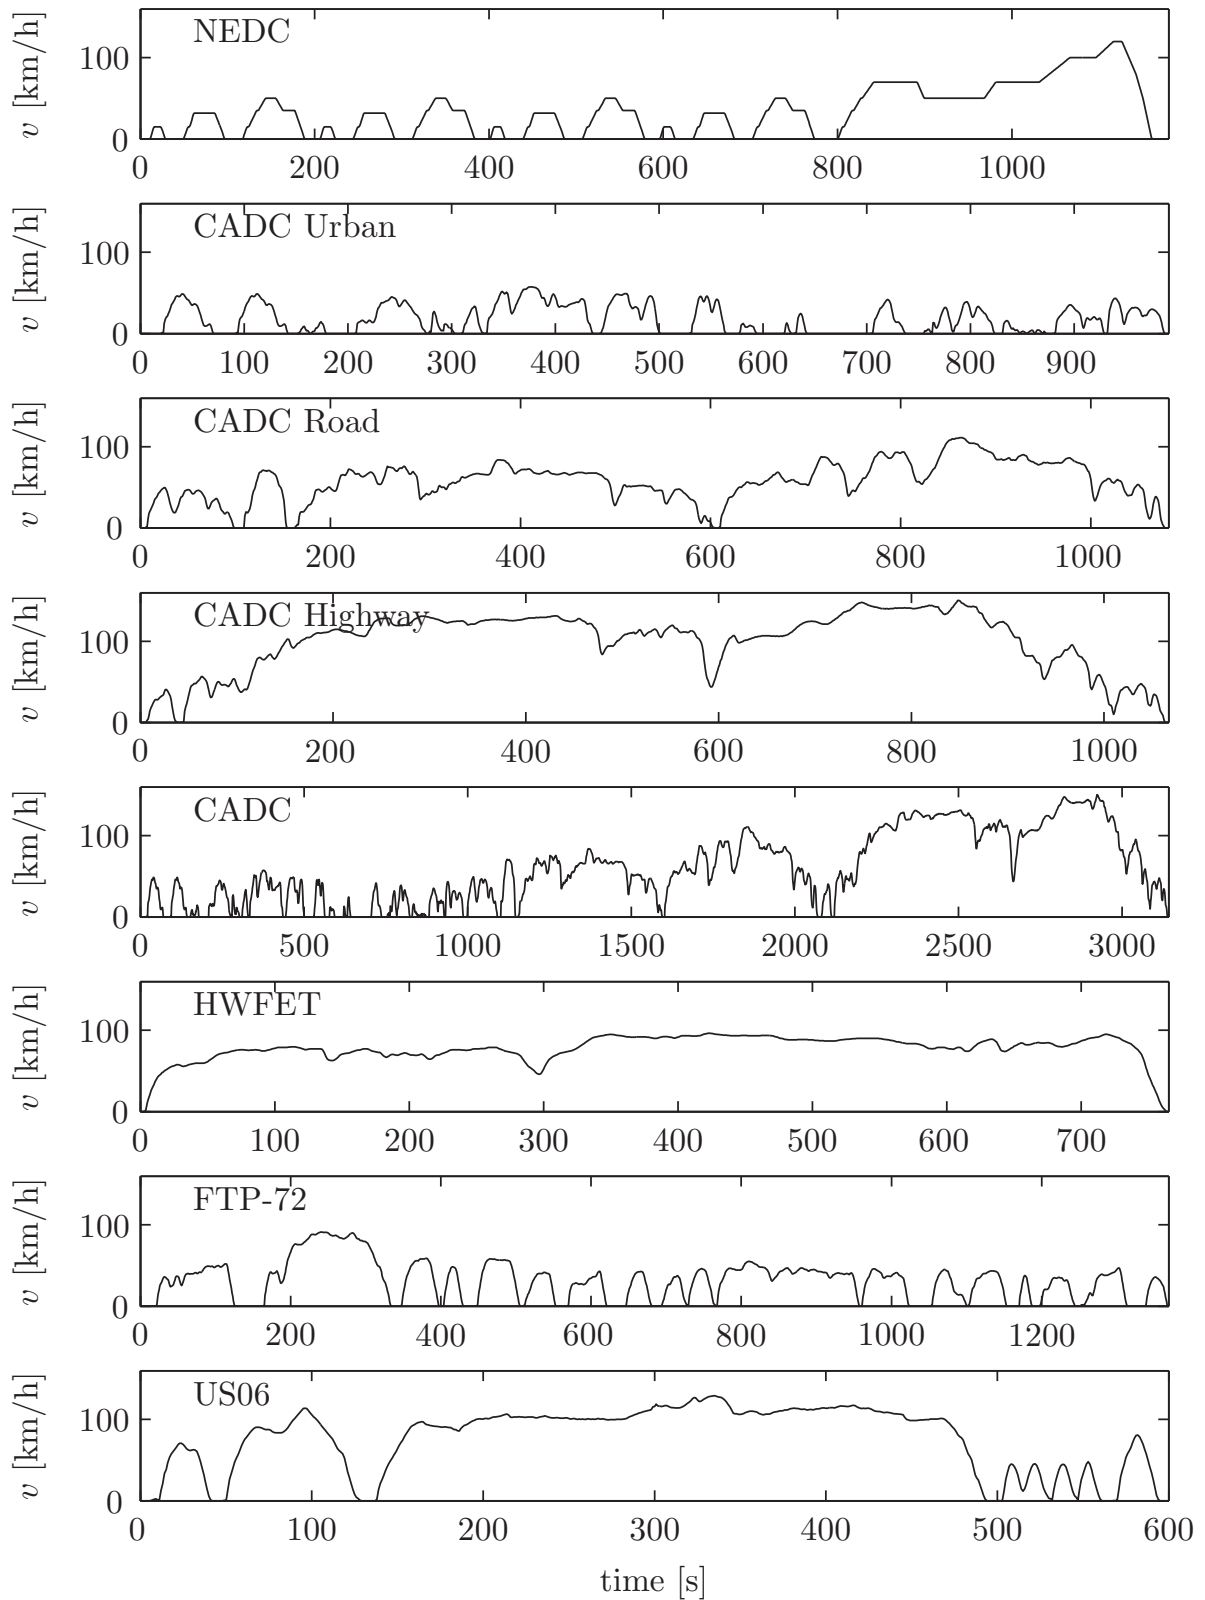 NEDC
v [km/h]
100
0
0 200 400 600 800 1000
CADC Urban
v [km/h]
100
0
0 100 200 300 400 500 600 700 800 900
CADC Road
v [km/h]
100
0
0 200 400 600 800 1000
CADC Highway
v [km/h]
100
0
0 200 400 600 800 1000
CADC
v [km/h]
100
0
0 500 1000 1500 2000 2500 3000
HWFET
v [km/h]
100
0
0 100 200 300 400 500 600 700
FTP-72
v [km/h]
100
0
0 200 400 600 800 1000 1200
US06
v [km/h]
100
0
0 100 200 300 400 500 600
time [s]